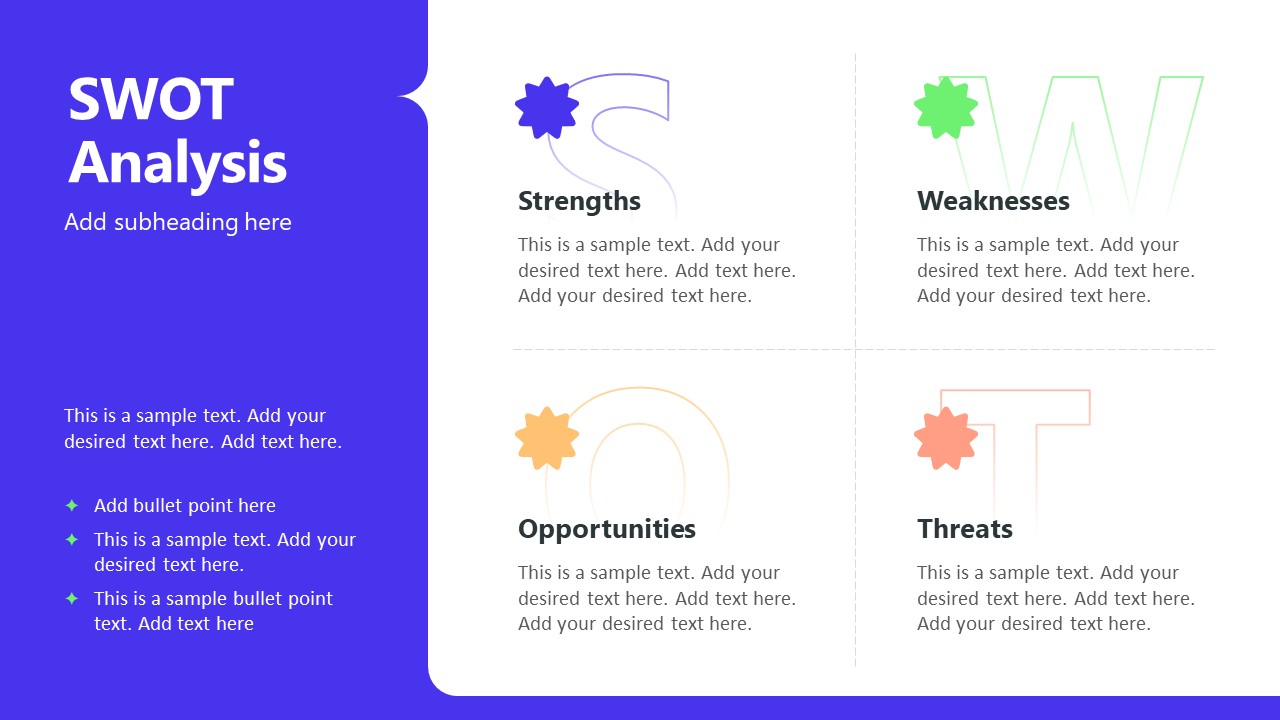 SWOT
Analysis
Add subheading here
This is a sample text. Add your
desired text here. Add text here.
✦ Add bullet point here
✦ This is a sample text. Add your
desired text here.
✦ This is a sample bullet point
text. Add text here
S
Strengths
This is a sample text. Add your
desired text here. Add text here.
Add your desired text here.
W
Weaknesses
This is a sample text. Add your
desired text here. Add text here.
Add your desired text here.
O
Opportunities
This is a sample text. Add your
desired text here. Add text here.
Add your desired text here.
T
Threats
This is a sample text. Add your
desired text here. Add text here.
Add your desired text here.